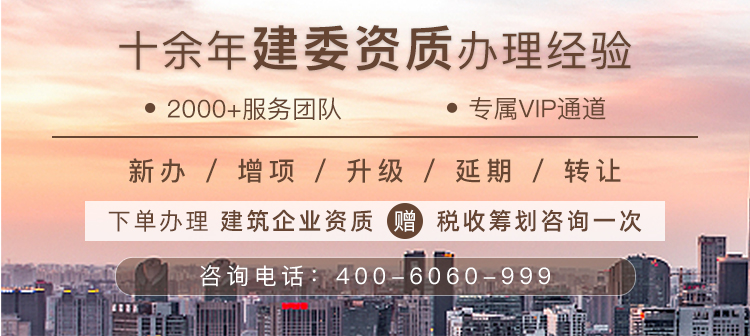 十余年建委资质办理经验
• 2000+服务团队 • 专属VIP通道
新办 / 增项 / 升级 / 延期 / 转让
下单办理 建筑企业资质 赠 税收筹划咨询一次
咨询电话：400-6060-999